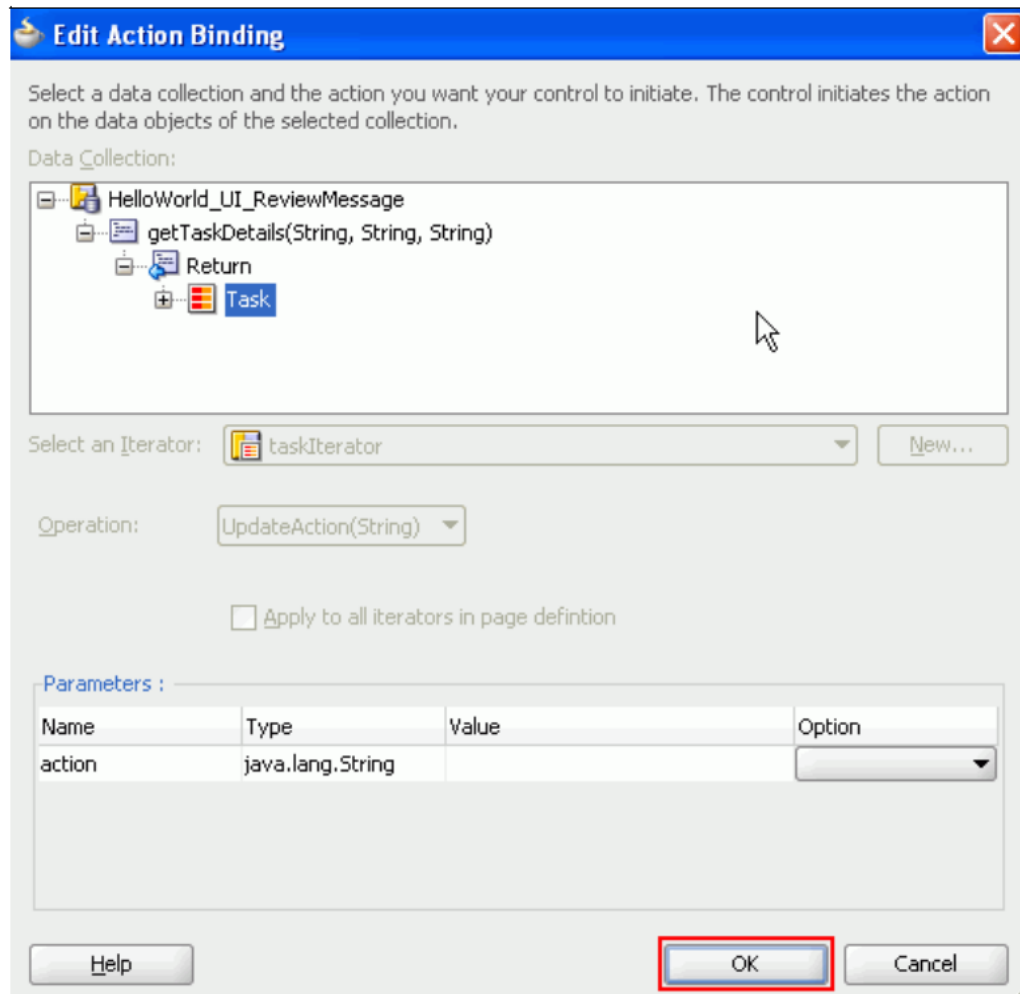 Edit Action Binding
Select a data collection and the action you want your control to initiate. The control initiates the action
on the data objects of the selected collection.
Data Collection:
HelloWorld_UI_ReviewMessage
getTaskDetails(String, String, String)
Return
Task
Select an Iterator: taskIterator New...
Operation: UpdateAction(String)
Apply to all iterators in page defintion
Parameters :
Name Type Value Option
action java.lang.String
Help OK Cancel